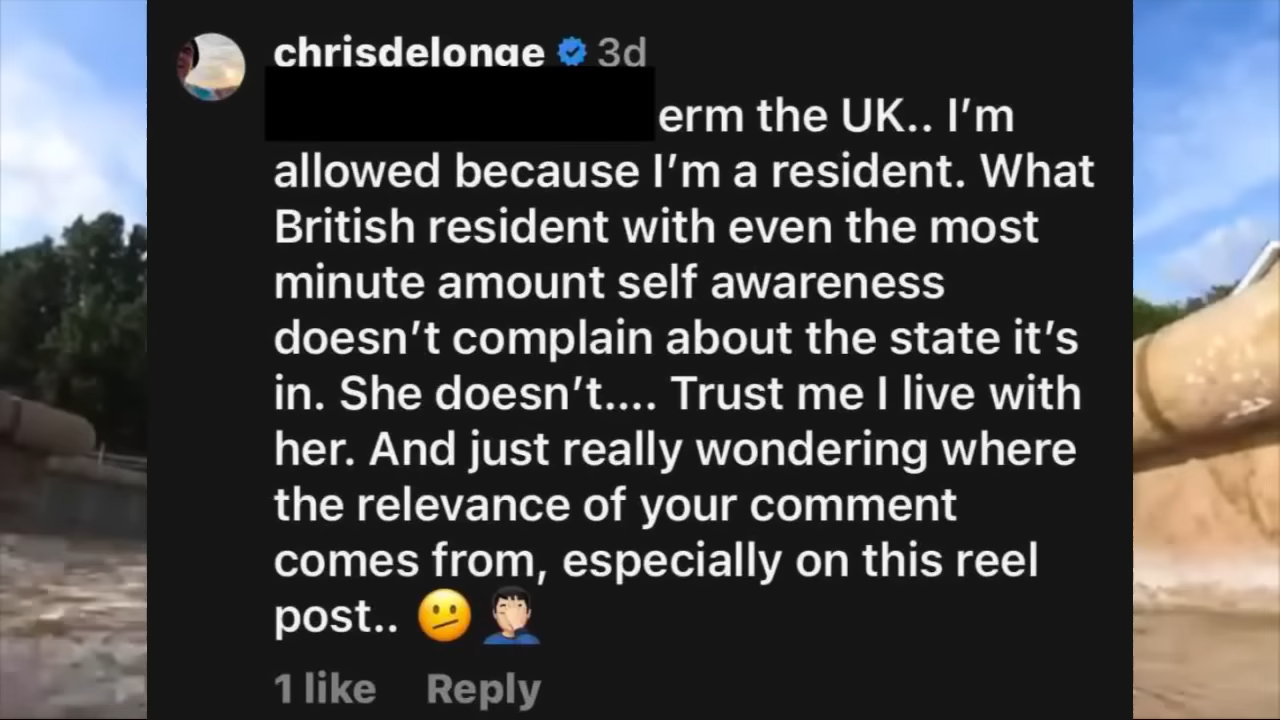 chrisdelonge 3d
erm the UK.. I’m
allowed because I’m a resident. What
British resident with even the most
minute amount self awareness
doesn’t complain about the state it’s
in. She doesn’t.... Trust me I live with
her. And just really wondering where
the relevance of your comment
comes from, especially on this reel
post.. 🫤 🤦🏻‍♂️
1 like Reply